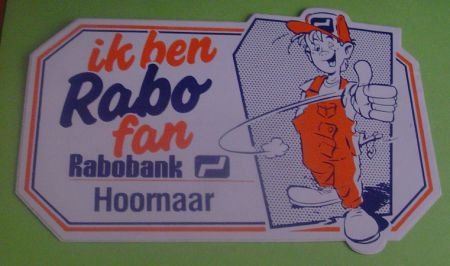 ik ben
Rabo
fan
Rabobank
Hoornaar